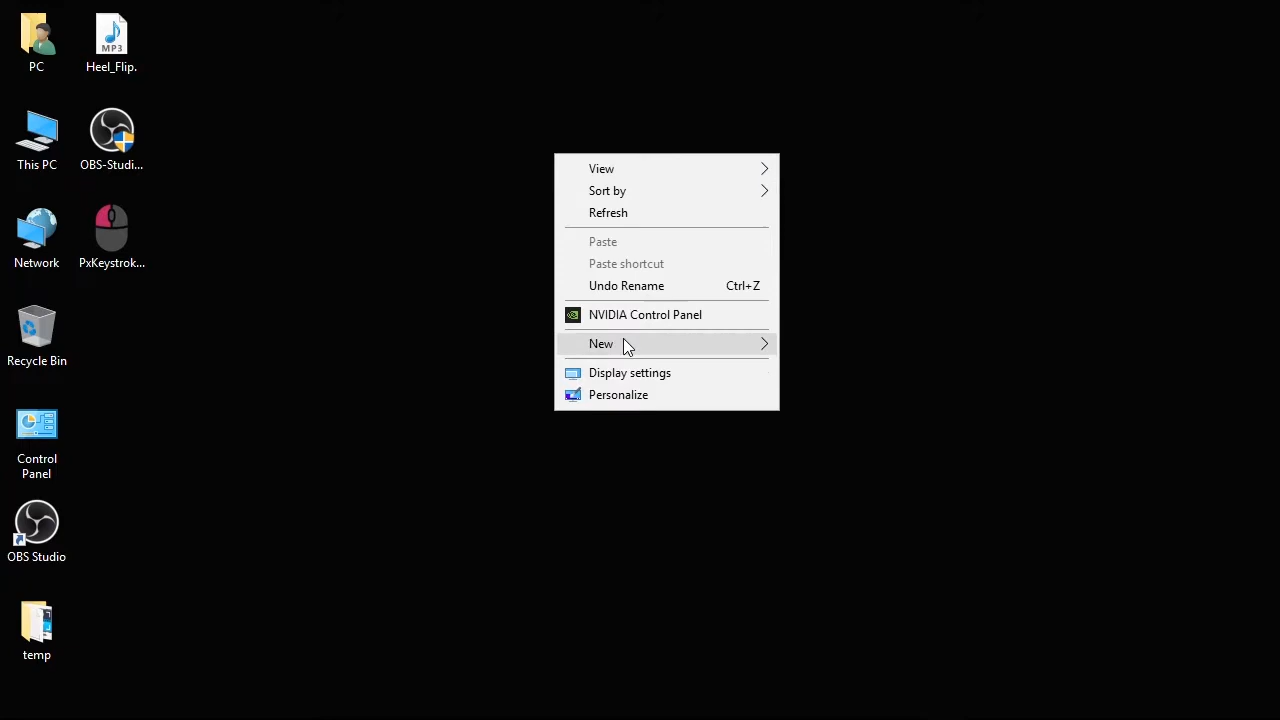 PC
MP3
Heel_Flip.
This PC
OBS-Studi...
Network
PxKeystrok...
Recycle Bin
Control
Panel
OBS Studio
temp
View
Sort by
Refresh
Paste
Paste shortcut
Undo Rename Ctrl+Z
NVIDIA Control Panel
New
Display settings
Personalize